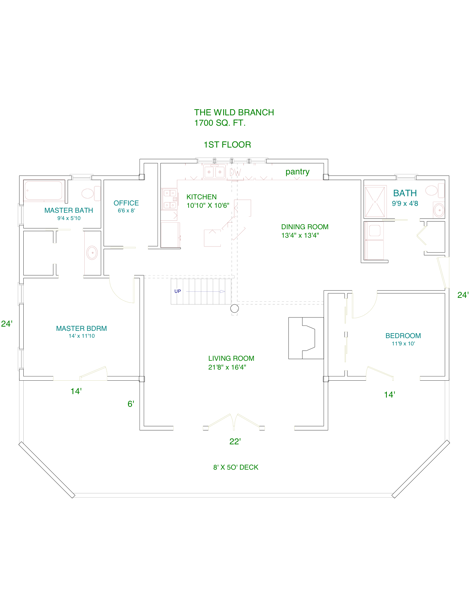 THE WILD BRANCH
1700 SQ. FT.
1ST FLOOR
pantry
BATH
9'9 x 4'8
KITCHEN
10'10" X 10'6"
OFFICE
6'6 x 8'
MASTER BATH
9'4 x 5'10
DINING ROOM
13'4" x 13'4"
UP
24'
24'
MASTER BDRM
14' x 11'10
BEDROOM
11'9 x 10'
LIVING ROOM
21'8" x 16'4"
14'
6'
14'
22'
8' X 5O' DECK